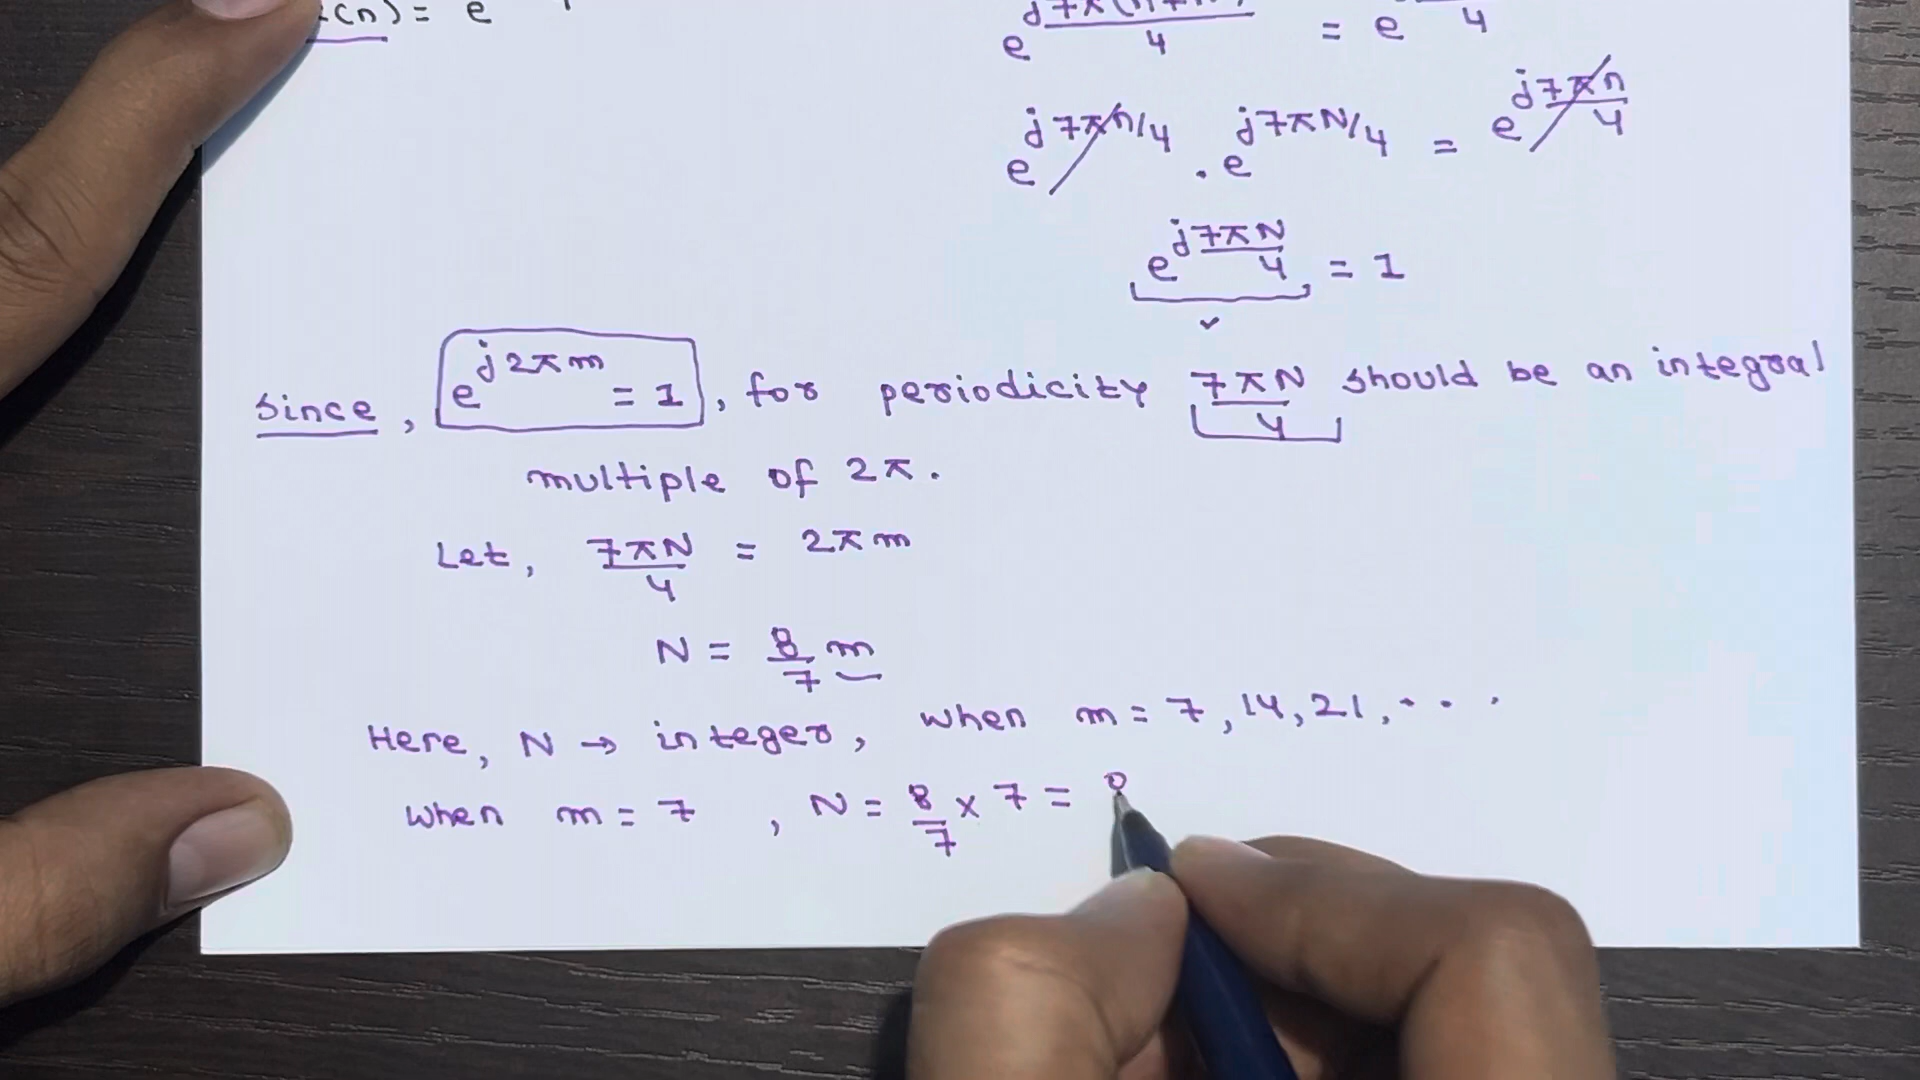 x(n) = e
e^j7π(n+N)/4 = e 4
e^j7πn/4 . e^j7πN/4 = e^j7πn/4
e^j7πN/4 = 1
Since, e^j2πm = 1, for periodicity 7πN/4 should be an integral
multiple of 2π.
Let, 7πN/4 = 2πm
N = 8/7 m
Here, N → integer, when m = 7, 14, 21, . . .
When m = 7 , N = 8/7 × 7 =